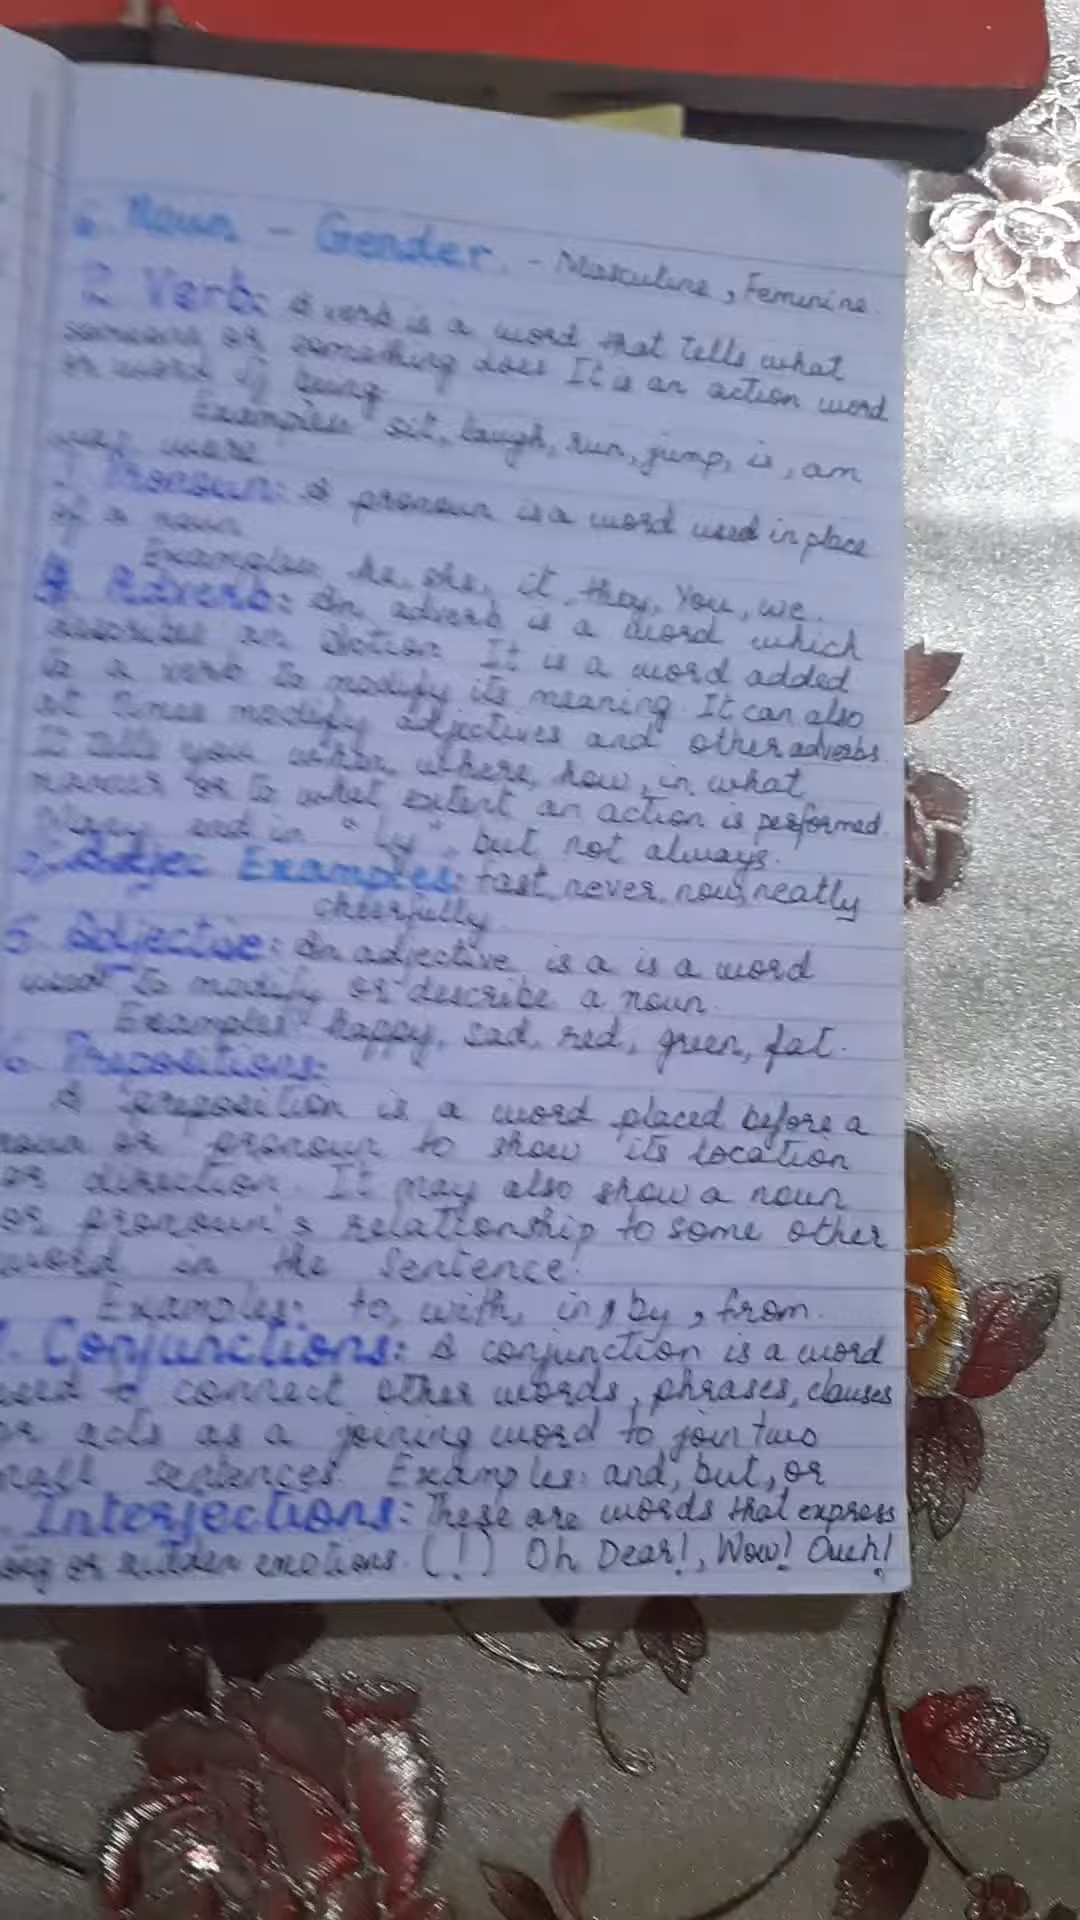 6. Noun - Gender. - Masculine, Feminine.
2 Verb: A verb is a word that tells what
someone or something does It is an action word
or word of being
Examples sit, laugh, run, jump, is, am
was were
Pronoun: A pronoun is a word used in place
of a noun
Examples he, she, it, they, You, we.
4 Adverb: An adverb is a word which
describes an Action It is a word added
to a verb to modify its meaning. It can also
at times modify adjectives and other adverbs.
It tells you when, where, how, in what
manner or to what extent an action is performed.
Many end in "ly", but not always.
Adjec Examples: fast, never, now, neatly
cheerfully
5. Adjective: An adjective is a is a word
used to modify or describe a noun.
Examples happy, sad, red, green, fat.
6. Prepositions:
A preposition is a word placed before a
noun or pronoun to show its location
or direction. It may also show a noun
or pronoun's relationship to some other
word in the sentence.
Examples: to, with, in, by, from.
. Conjunctions: A conjunction is a word
used to connect other words, phrases, clauses
or acts as a joining word to join two
small sentences. Examples: and, but, or
. Interjections: These are words that express
or sudden emotions. (!) Oh Dear!, Wow! Ouch!